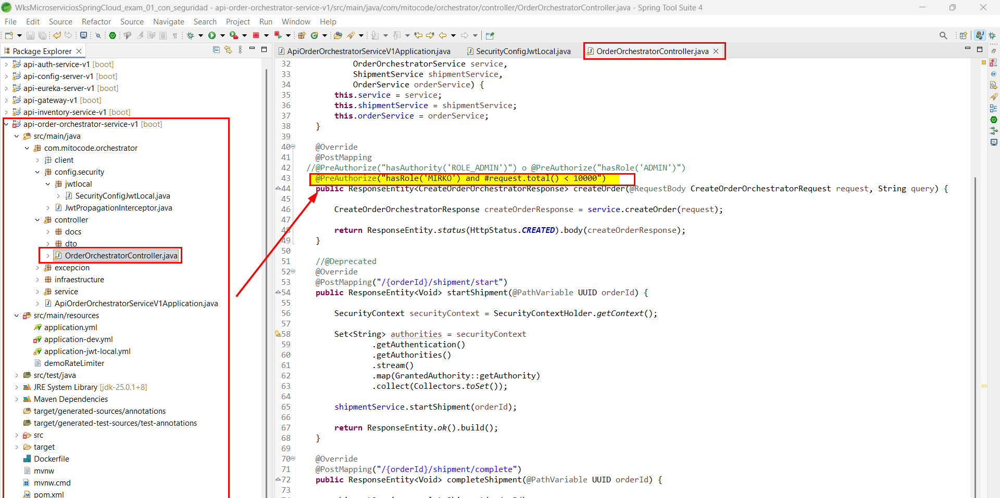 WksMicroserviciosSpringCloud_exam_01_con_seguridad - api-order-orchestrator-service-v1/src/main/java/com/mitocode/orchestrator/controller/OrderOrchestratorController.java - Spring Tool Suite 4
File Edit Source Refactor Source Navigate Search Project Run Window Help
Package Explorer
api-auth-service-v1 [boot]
api-config-server-v1 [boot]
api-eureka-server-v1 [boot]
api-gateway-v1 [boot]
api-inventory-service-v1 [boot]
api-order-orchestrator-service-v1 [boot]
src/main/java
com.mitocode.orchestrator
client
config.security
jwtlocal
SecurityConfigJwtLocal.java
JwtPropagationInterceptor.java
controller
docs
dto
OrderOrchestratorController.java
excepcion
infraestructure
service
ApiOrderOrchestratorServiceV1Application.java
src/main/resources
application.yml
application-dev.yml
application-jwt-local.yml
demoRateLimiter
src/test/java
JRE System Library [jdk-25.0.1+8]
Maven Dependencies
target/generated-sources/annotations
target/generated-test-sources/test-annotations
src
target
Dockerfile
mvnw
mvnw.cmd
pom.xml
ApiOrderOrchestratorServiceV1Application.java SecurityConfigJwtLocal.java OrderOrchestratorController.java
32 OrderOrchestratorService service,
33 ShipmentService shipmentService,
34 OrderService orderService) {
35 this.service = service;
36 this.shipmentService = shipmentService;
37 this.orderService = orderService;
38 }
39
40 @Override
41 @PostMapping
42 //@PreAuthorize("hasAuthority('ROLE_ADMIN')") o @PreAuthorize("hasRole('ADMIN')")
43 @PreAuthorize("hasRole('MIRKO') and #request.total() < 10000")
44 public ResponseEntity<CreateOrderOrchestratorResponse> createOrder(@RequestBody CreateOrderOrchestratorRequest request, String query) {
45
46 CreateOrderOrchestratorResponse createOrderResponse = service.createOrder(request);
47
48 return ResponseEntity.status(HttpStatus.CREATED).body(createOrderResponse);
49 }
50
51 //@Deprecated
52 @Override
53 @PostMapping("/{orderId}/shipment/start")
54 public ResponseEntity<Void> startShipment(@PathVariable UUID orderId) {
55
56 SecurityContext securityContext = SecurityContextHolder.getContext();
57
58 Set<String> authorities = securityContext
59 .getAuthentication()
60 .getAuthorities()
61 .stream()
62 .map(GrantedAuthority::getAuthority)
63 .collect(Collectors.toSet());
64
65 shipmentService.startShipment(orderId);
66
67 return ResponseEntity.ok().build();
68 }
69
70 @Override
71 @PostMapping("/{orderId}/shipment/complete")
72 public ResponseEntity<Void> completeShipment(@PathVariable UUID orderId) {
73